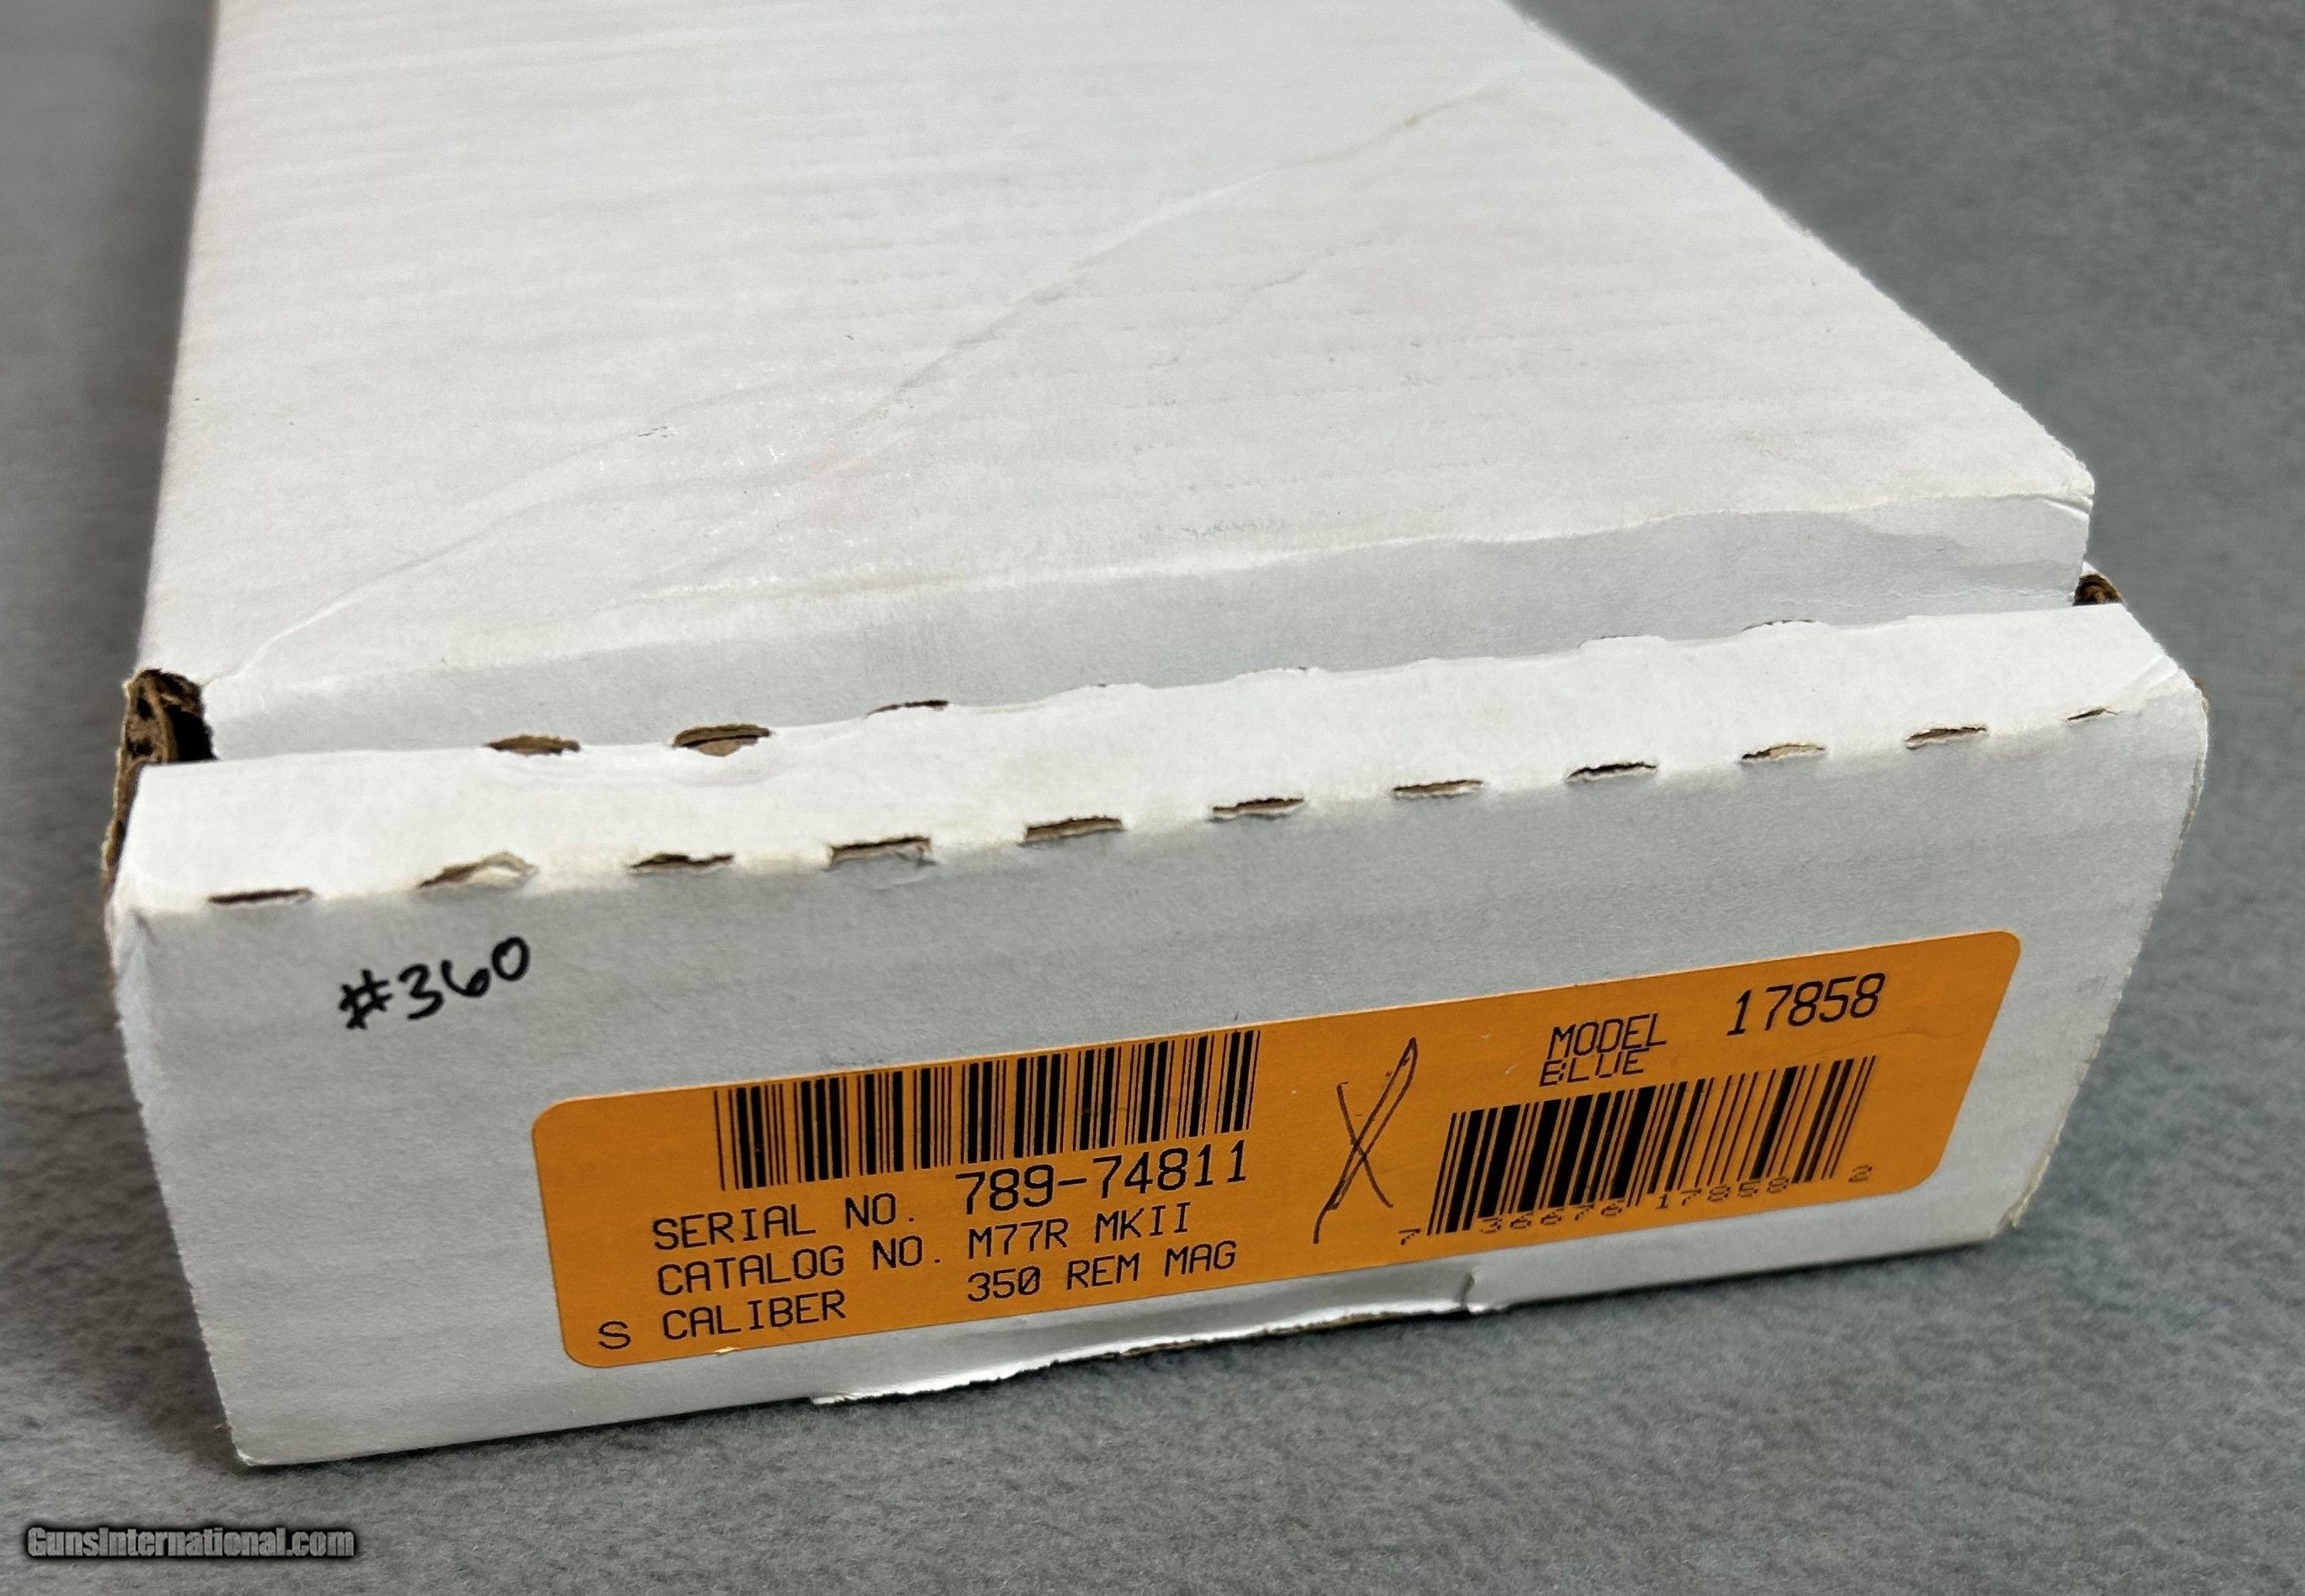 #360
MODEL 17858
BLUE
SERIAL NO. 789-74811
CATALOG NO. M77R MKII
S CALIBER 350 REM MAG
X
7 36676 17858 2
GunsInternational.com